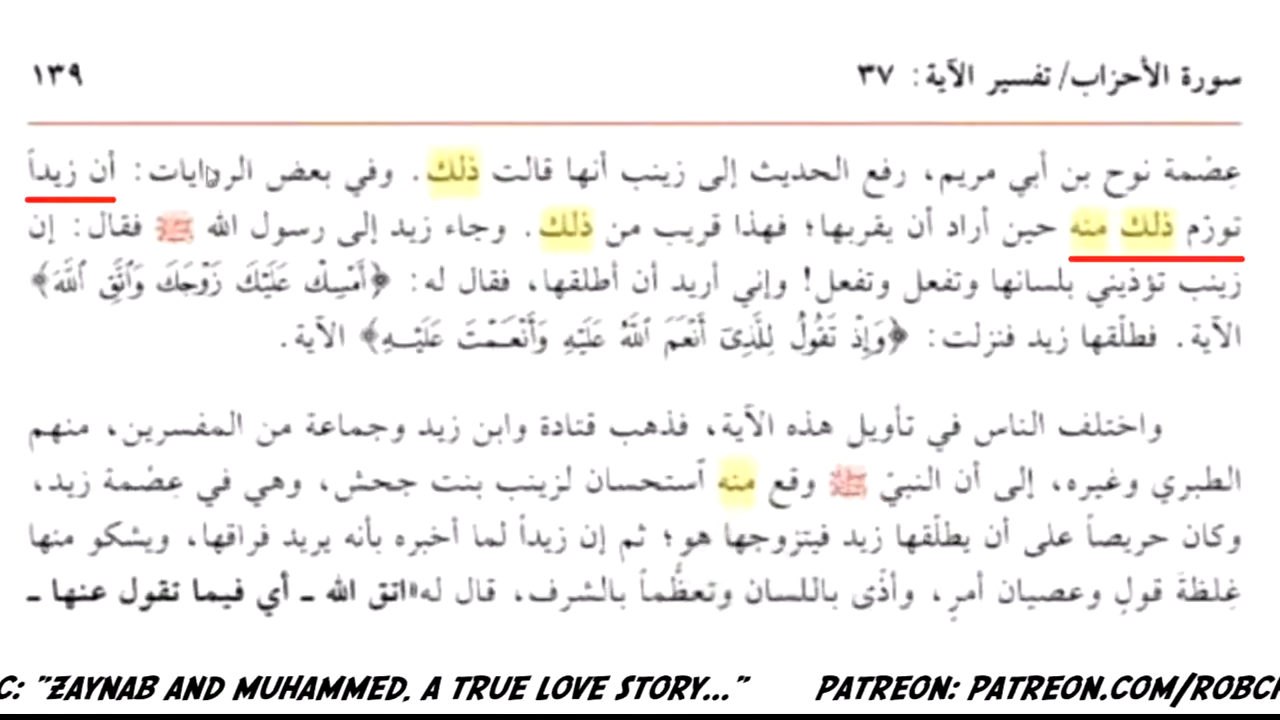 سورة الأحزاب/ تفسير الآية: ٣٧ ١٣٩
عِصْمة نوح بن أبي مريم، رفع الحديث إلى زينب أنها قالت ذلك. وفي بعض الروايات: أن زيداً
تورّم ذلك منه حين أراد أن يقربها؛ فهذا قريب من ذلك. وجاء زيد إلى رسول الله ﷺ فقال: إن
زينب تؤذيني بلسانها وتفعل وتفعل! وإني أريد أن أطلقها، فقال له: ﴿أَمْسِكْ عَلَيْكَ زَوْجَكَ وَٱتَّقِ ٱللَّهَ﴾
الآية. فطلّقها زيد فنزلت: ﴿وَإِذْ تَقُولُ لِلَّذِىٓ أَنْعَمَ ٱللَّهُ عَلَيْهِ وَأَنْعَمْتَ عَلَيْهِ﴾ الآية.
واختلف الناس في تأويل هذه الآية، فذهب قتادة وابن زيد وجماعة من المفسرين، منهم
الطبري وغيره، إلى أن النبيّ ﷺ وقع منه ٱستحسان لزينب بنت جحش، وهي في عِصْمة زيد،
وكان حريصاً على أن يطلّقها زيد فيتزوجها هو؛ ثم إن زيداً لما أخبره بأنه يريد فراقها، ويشكو منها
غِلظةَ قولٍ وعصيان أمرٍ، وأذًى باللسان وتعظُّماً بالشرف، قال له«اتق الله ـ أي فيما تقول عنها ـ
C: "ZAYNAB AND MUHAMMED, A TRUE LOVE STORY..." PATREON: PATREON.COM/ROBCH